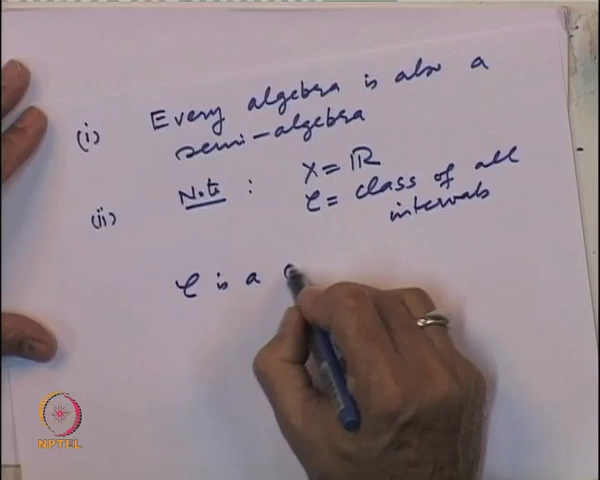 (i) Every algebra is also a
semi-algebra
(ii) Note : X = ℝ
C = class of all
intervals
C is a
NPTEL